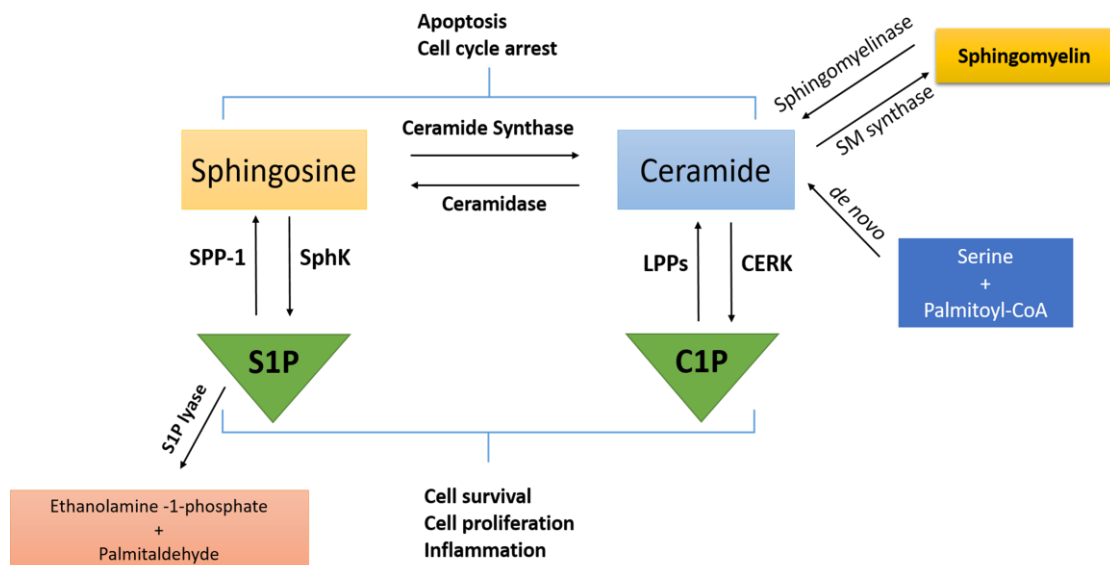 Apoptosis
Cell cycle arrest
Sphingomyelinase
Sphingomyelin
SM synthase
Sphingosine
Ceramide Synthase
Ceramidase
Ceramide
de novo
SPP-1
SphK
LPPs
CERK
Serine
+
Palmitoyl-CoA
S1P
C1P
S1P lyase
Ethanolamine -1-phosphate
+
Palmitaldehyde
Cell survival
Cell proliferation
Inflammation